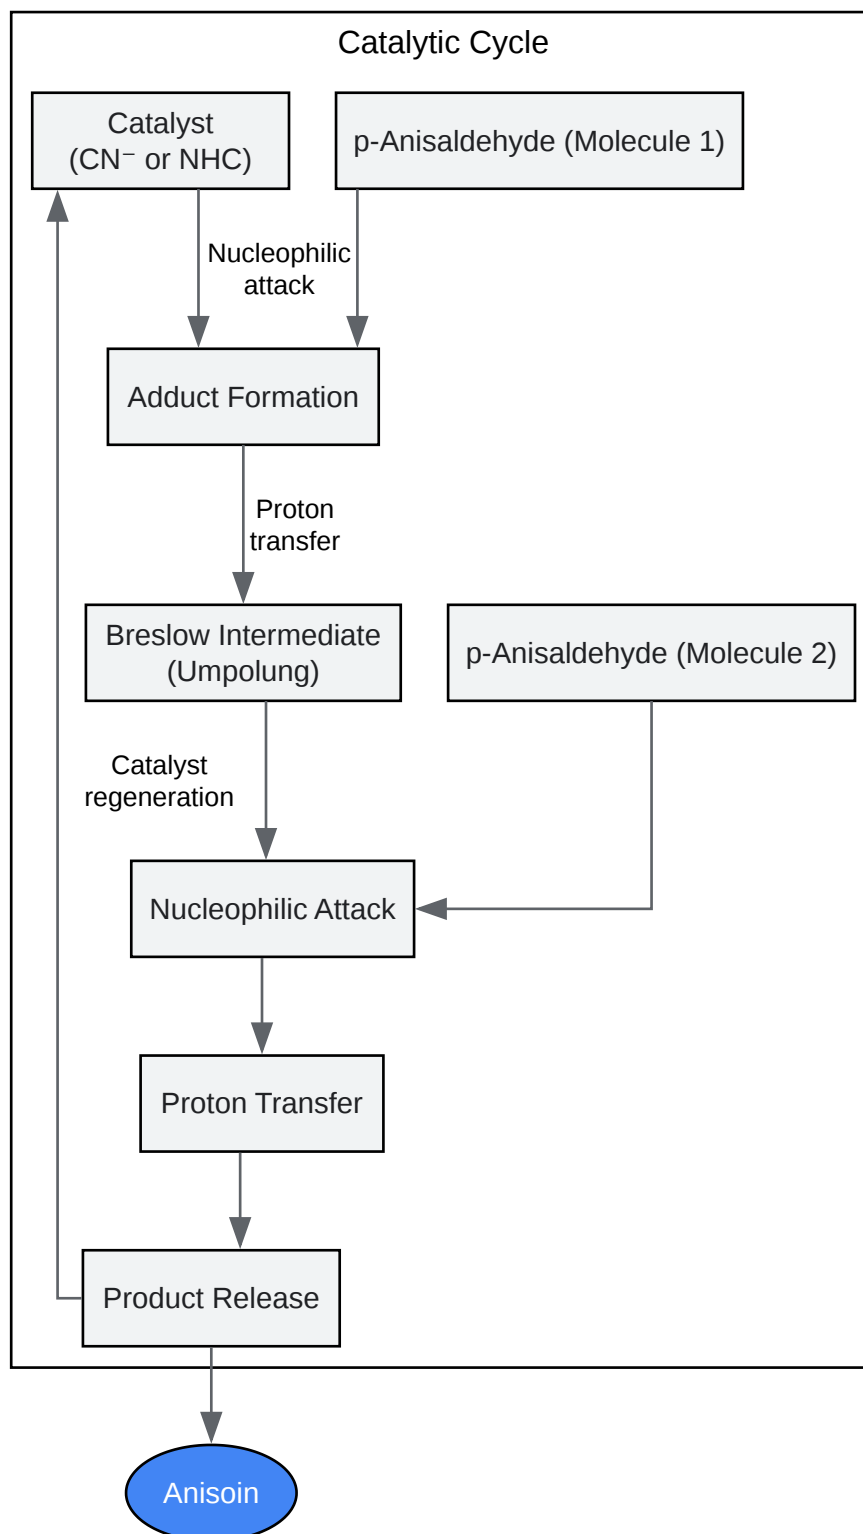 Catalytic Cycle
Catalyst
(CN⁻ or NHC)
p-Anisaldehyde (Molecule 1)
Nucleophilic
attack
Adduct Formation
Proton
transfer
Breslow Intermediate
(Umpolung)
p-Anisaldehyde (Molecule 2)
Catalyst
regeneration
Nucleophilic Attack
Proton Transfer
Product Release
Anisoin